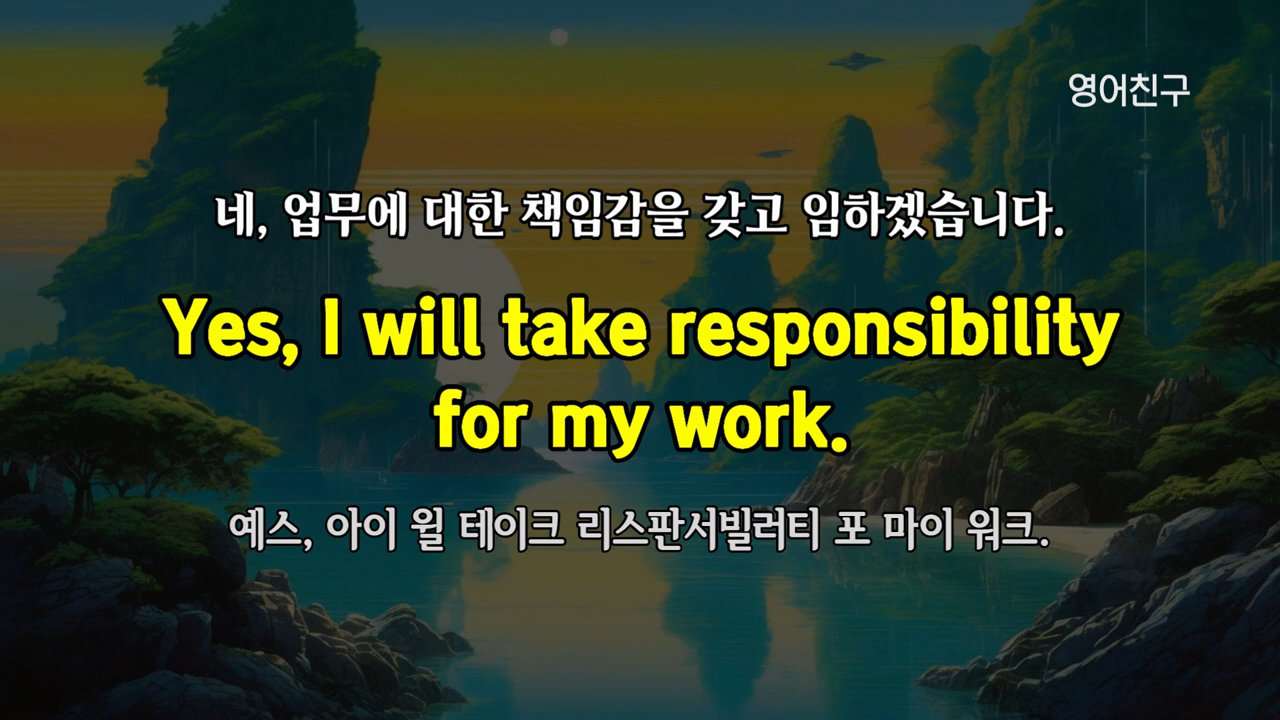 영어친구
네, 업무에 대한 책임감을 갖고 임하겠습니다.
Yes, I will take responsibility
for my work.
예스, 아이 윌 테이크 리스판서빌러티 포 마이 워크.